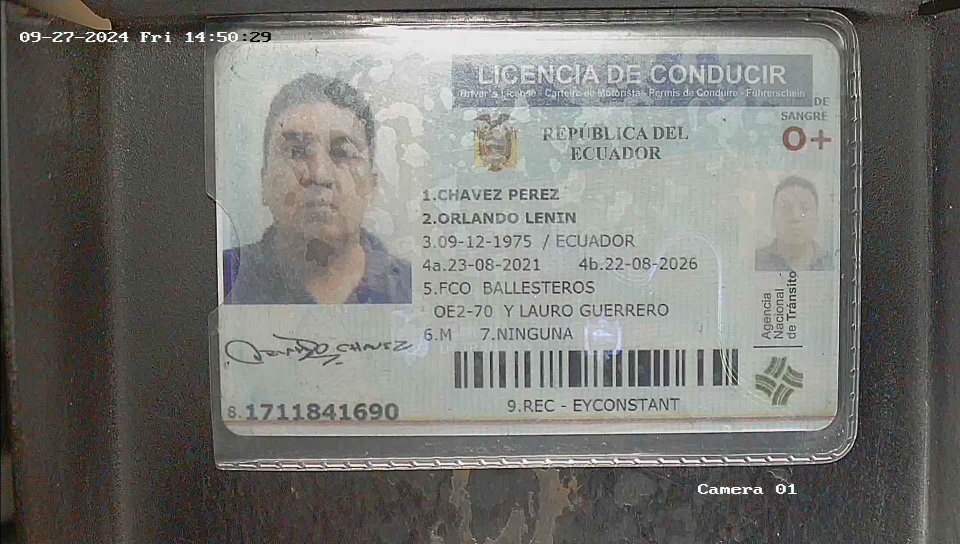 09-27-2024 Fri 14:50:29
LICENCIA DE CONDUCIR
Driver's License - Carteira de Motorista - Permis de Conduire - Führerschein
DE
SANGRE
O+
REPÚBLICA DEL
ECUADOR
1.CHAVEZ PEREZ
2.ORLANDO LENIN
3.09-12-1975 / ECUADOR
4a.23-08-2021 4b.22-08-2026
5.FCO BALLESTEROS
OE2-70 Y LAURO GUERRERO
6.M 7.NINGUNA
Agencia
Nacional
de Tránsito
CHAVEZ
8.1711841690
9.REC - EYCONSTANT
Camera 01